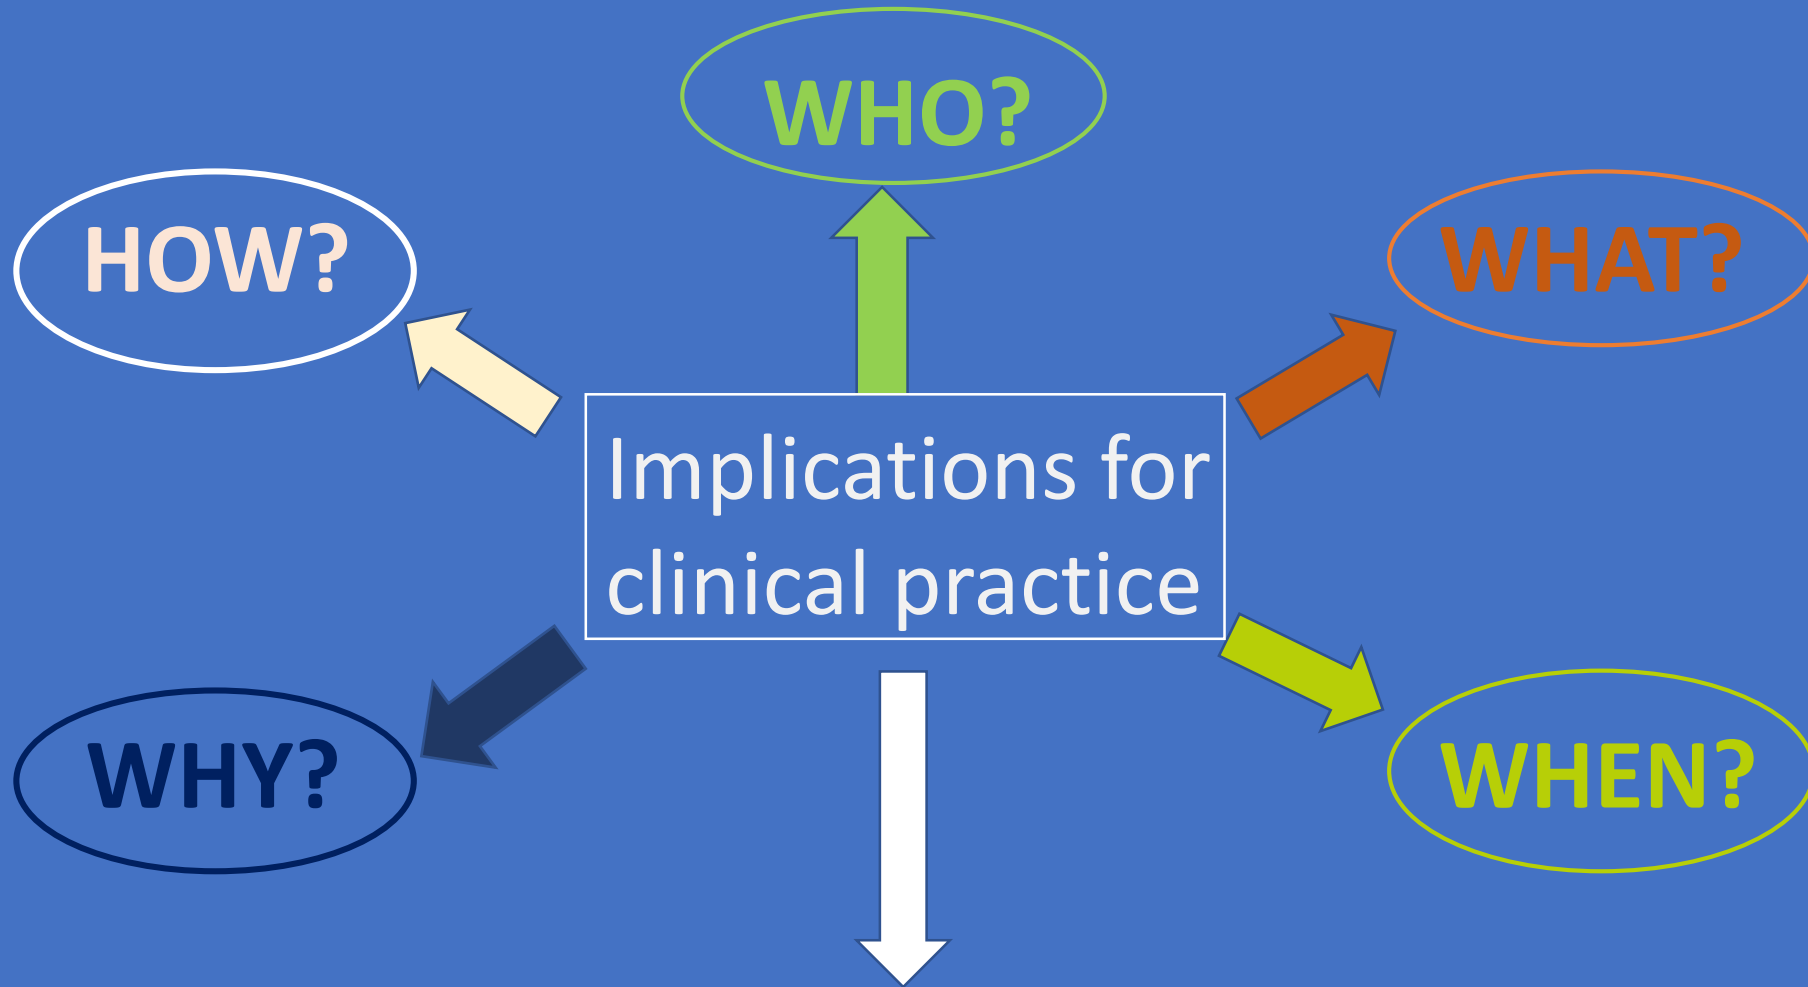 WHO?
HOW?
WHAT?
Implications for
clinical practice
WHY?
WHEN?